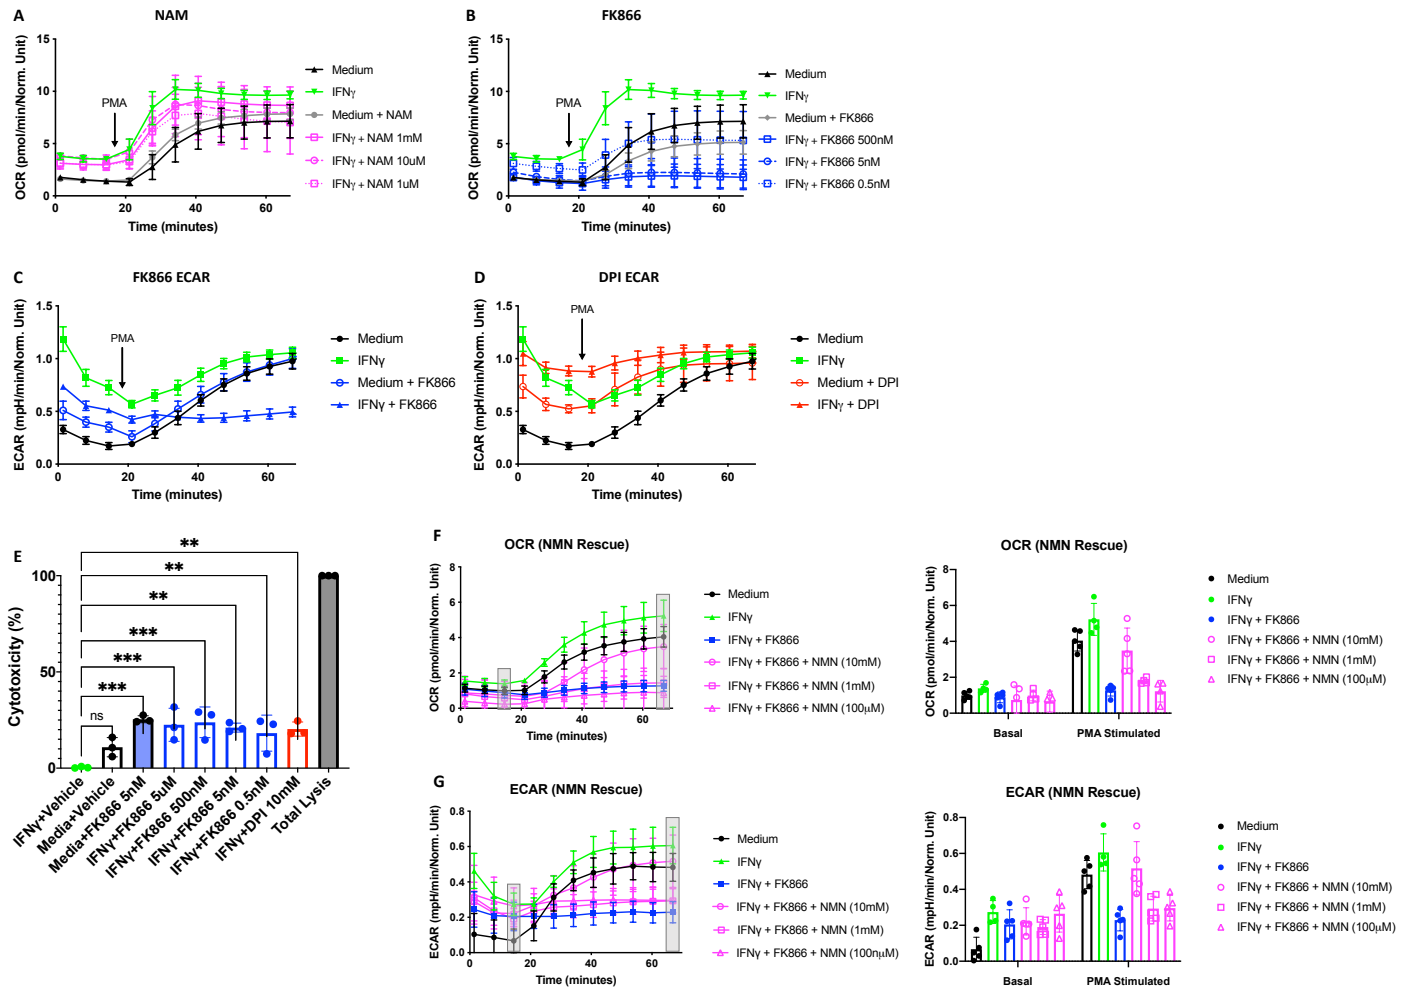 A
NAM
OCR (pmol/min/Norm. Unit)
15
10
5
0
PMA
0
20
40
60
Time (minutes)
Medium
IFNγ
Medium + NAM
IFNγ + NAM 1mM
IFNγ + NAM 10uM
IFNγ + NAM 1uM
B
FK866
OCR (pmol/min/Norm. Unit)
15
10
5
0
PMA
0
20
40
60
Time (minutes)
Medium
IFNγ
Medium + FK866
IFNγ + FK866 500nM
IFNγ + FK866 5nM
IFNγ + FK866 0.5nM
C
FK866 ECAR
ECAR (mpH/min/Norm. Unit)
1.5
1.0
0.5
0.0
PMA
0
20
40
60
Time (minutes)
Medium
IFNγ
Medium + FK866
IFNγ + FK866
D
DPI ECAR
ECAR (mpH/min/Norm. Unit)
1.5
1.0
0.5
0.0
PMA
0
20
40
60
Time (minutes)
Medium
IFNγ
Medium + DPI
IFNγ + DPI
E
Cytotoxicity (%)
100
50
0
**
**
**
***
***
***
ns
IFNγ+Vehicle
Media+Vehicle
Media+FK866 5nM
IFNγ+FK866 5uM
IFNγ+FK866 500nM
IFNγ+FK866 5nM
IFNγ+FK866 0.5nM
IFNγ+DPI 10mM
Total Lysis
F
OCR (NMN Rescue)
OCR (pmol/min/Norm. Unit)
8
6
4
2
0
0
20
40
60
Time (minutes)
Medium
IFNγ
IFNγ + FK866
IFNγ + FK866 + NMN (10mM)
IFNγ + FK866 + NMN (1mM)
IFNγ + FK866 + NMN (100μM)
OCR (NMN Rescue)
OCR (pmol/min/Norm. Unit)
8
6
4
2
0
Basal
PMA Stimulated
Medium
IFNγ
IFNγ + FK866
IFNγ + FK866 + NMN (10mM)
IFNγ + FK866 + NMN (1mM)
IFNγ + FK866 + NMN (100μM)
G
ECAR (NMN Rescue)
ECAR (mpH/min/Norm. Unit)
0.8
0.6
0.4
0.2
0.0
0
20
40
60
Time (minutes)
Medium
IFNγ
IFNγ + FK866
IFNγ + FK866 + NMN (10mM)
IFNγ + FK866 + NMN (1mM)
IFNγ + FK866 + NMN (100nμM)
ECAR (NMN Rescue)
ECAR (mpH/min/Norm. Unit)
0.8
0.6
0.4
0.2
0.0
Basal
PMA Stimulated
Medium
IFNγ
IFNγ + FK866
IFNγ + FK866 + NMN (10mM)
IFNγ + FK866 + NMN (1mM)
IFNγ + FK866 + NMN (100μM)